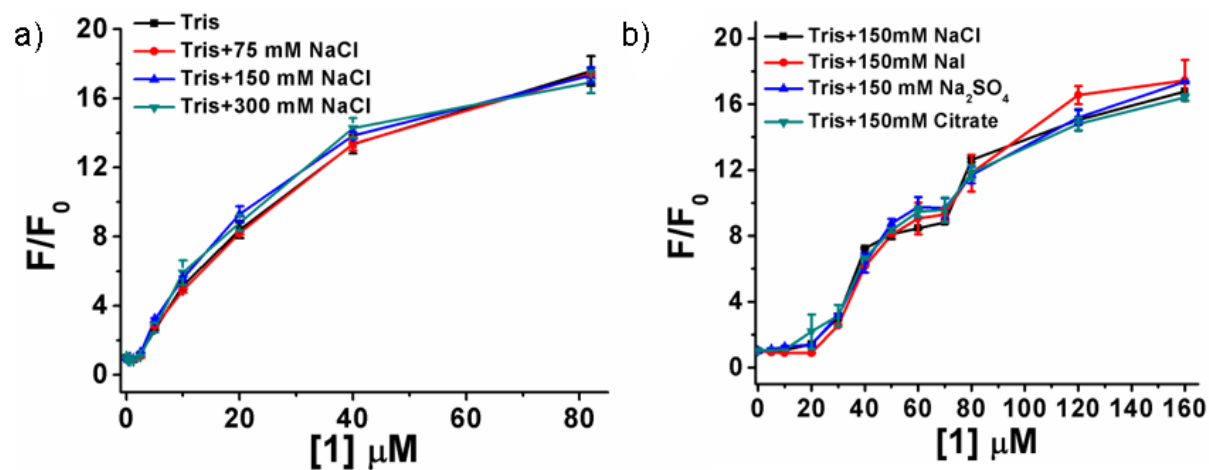 a)
Tris
Tris+75 mM NaCl
Tris+150 mM NaCl
Tris+300 mM NaCl
F/F0
20
16
12
8
4
0
0 20 40 60 80
[1] μM
b)
Tris+150mM NaCl
Tris+150mM NaI
Tris+150 mM Na2SO4
Tris+150mM Citrate
F/F0
20
16
12
8
4
0
0 20 40 60 80 100 120 140 160
[1] μM